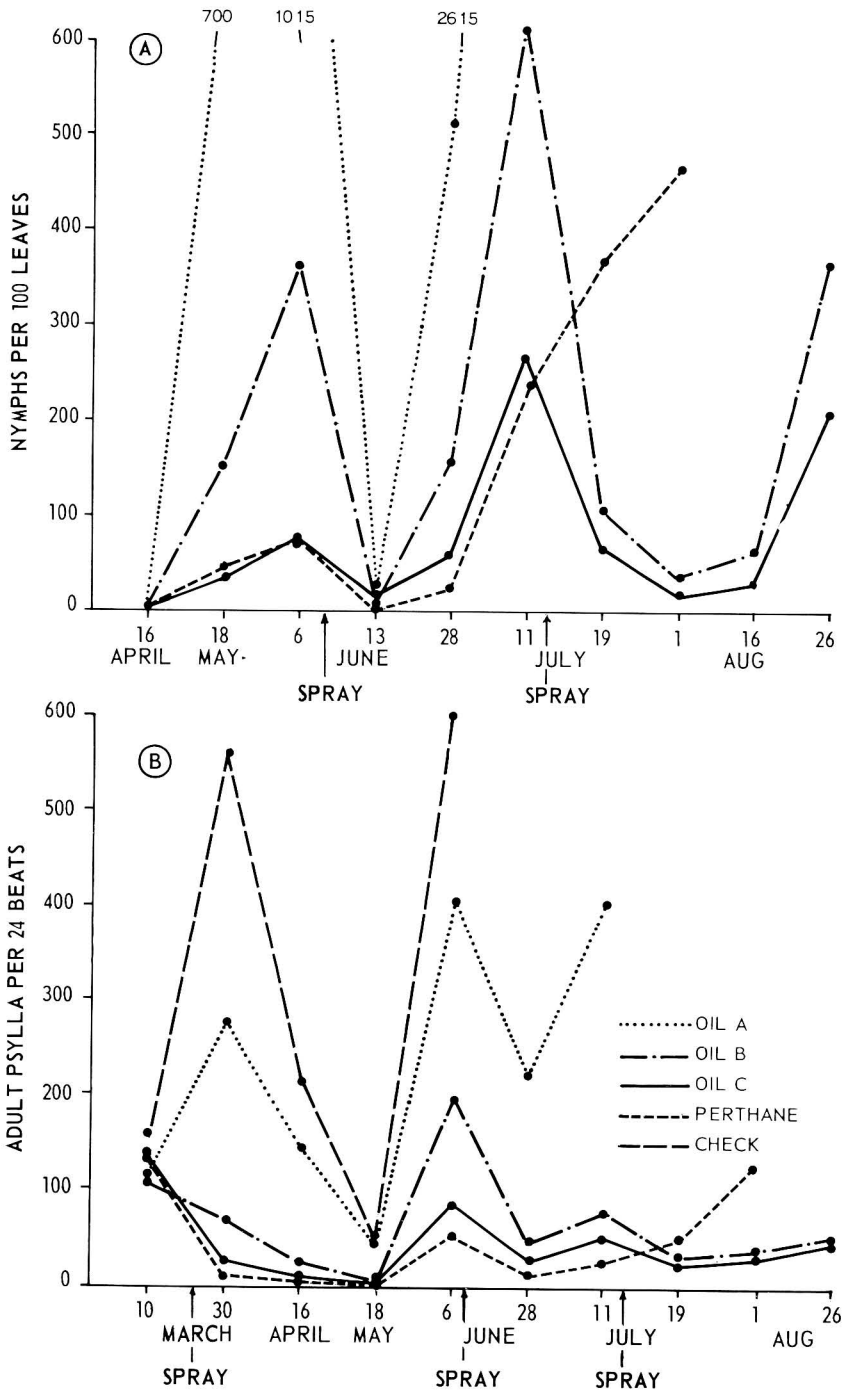 700 1015 2615
A
600
500
400
300
200
100
0
NYMPHS PER 100 LEAVES
16 18 6 13 28 11 19 1 16 26
APRIL MAY- JUNE JULY AUG
SPRAY SPRAY
600
B
500
400
300
200
100
0
ADULT PSYLLA PER 24 BEATS
OIL A
OIL B
OIL C
PERTHANE
CHECK
10 30 16 18 6 28 11 19 1 26
MARCH APRIL MAY JUNE JULY AUG
SPRAY SPRAY SPRAY